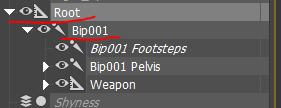 Root
Bip001
Bip001 Footsteps
Bip001 Pelvis
Weapon
Shyness